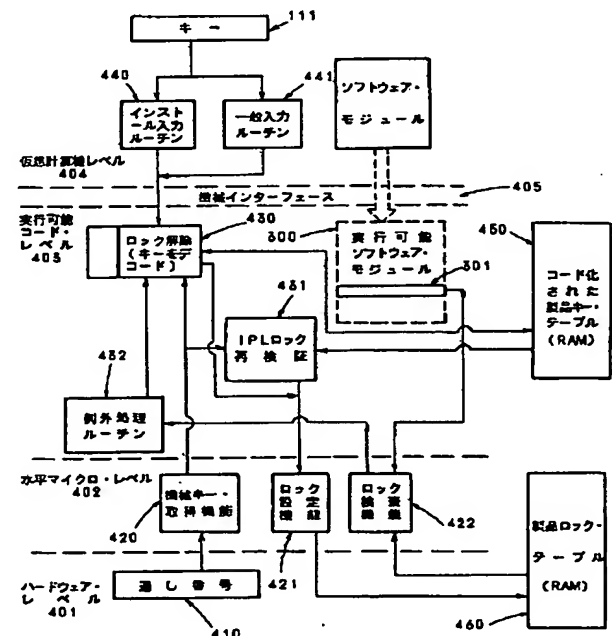 キー
111
440
441
インスト
ール入力
ルーチン
一般入力
ルーチン
ソフトウェア・
モジュール
仮想計算機レベル
404
機械インターフェース
405
実行可能
コード・
レベル
403
430
ロック解除
(キーをデ
コード)
300
実行可能
ソフトウェア・
モジュール
301
450
コード化
された
製品キー・
テーブル
(RAM)
431
IPLロック
再検証
432
例外処理
ルーチン
水平マイクロ・レベル
402
機械キー・
取得機能
420
ロック
設定
機能
421
ロック
検査
機能
422
製品ロック・
テーブル
(RAM)
460
ハードウェア・
レベル
401
通し番号
410